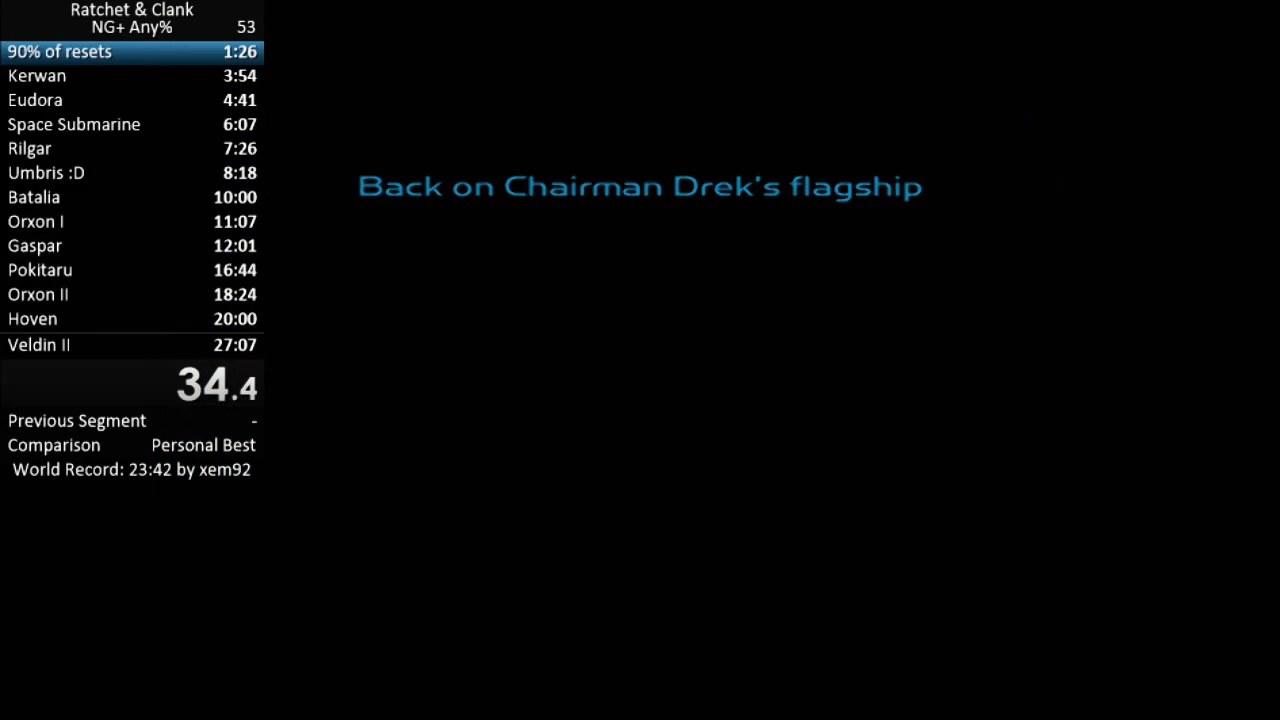 Ratchet & Clank
NG+ Any% 53
90% of resets 1:26
Kerwan 3:54
Eudora 4:41
Space Submarine 6:07
Rilgar 7:26
Umbris :D 8:18
Batalia 10:00
Orxon I 11:07
Gaspar 12:01
Pokitaru 16:44
Orxon II 18:24
Hoven 20:00
Veldin II 27:07
34.4
Previous Segment -
Comparison Personal Best
World Record: 23:42 by xem92
Back on Chairman Drek's flagship